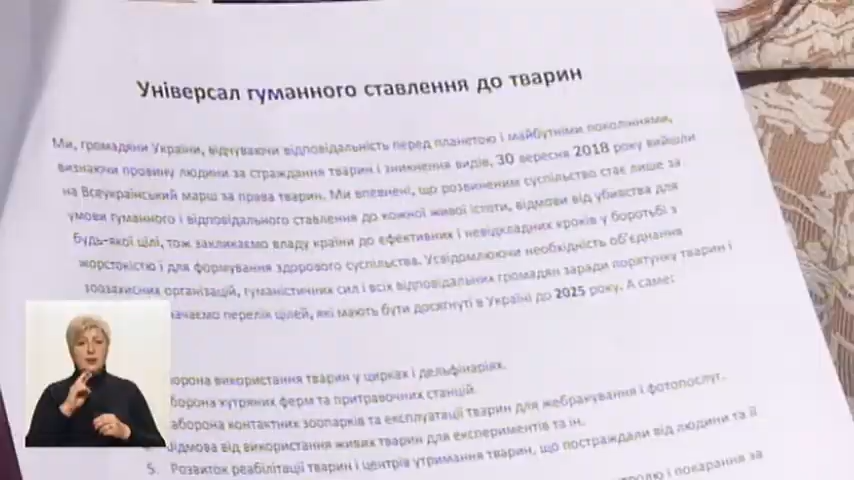 Універсал гуманного ставлення до тварин
Ми, громадяни України, відчуваючи відповідальність перед планетою і майбутніми поколіннями,
визнаючи провину людини за страждання тварин і зникнення видів, 30 вересня 2018 року вийшли
на Всеукраїнський марш за права тварин. Ми впевнені, що розвиненим суспільство стає лише за
умови гуманного і відповідального ставлення до кожної живої істоти, відмови від убивства для
будь-якої цілі, тож закликаємо владу країни до ефективних і невідкладних кроків у боротьбі з
жорстокістю і для формування здорового суспільства. Усвідомлюючи необхідність об'єднання
зоозахисних організацій, гуманістичних сил і всіх відповідальних громадян заради порятунку тварин і
начаємо перелік цілей, які мають бути досягнуті в Україні до 2025 року. А саме:
орона використання тварин у цирках і дельфінаріях.
борона хутряних ферм та притравочних станцій.
аборона контактних зоопарків та експлуатації тварин для жебракування і фотопослуг.
Відмова від використання живих тварин для експериментів та ін.
5. Розвиток реабілітації тварин і центрів утримання тварин, що постраждали від людини та її
і покарання за